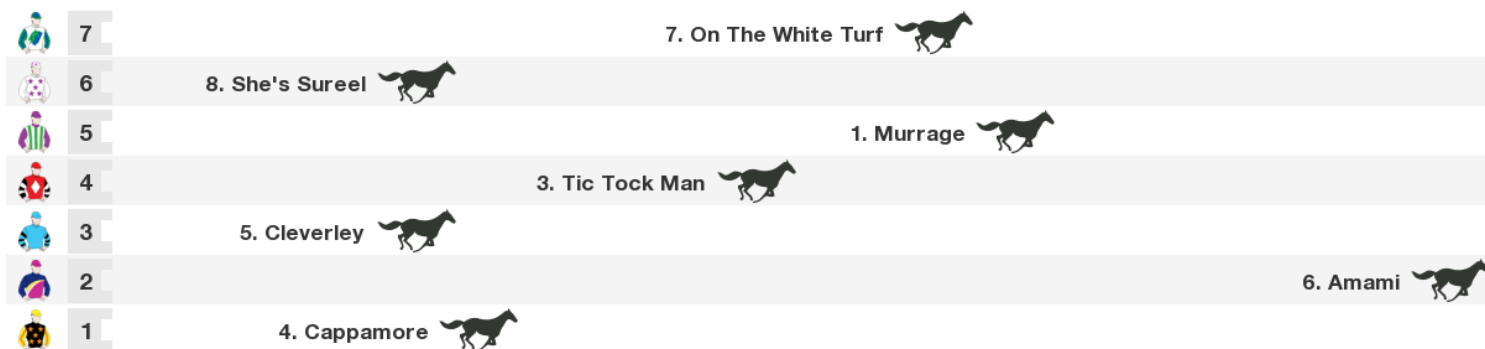 7 7. On The White Turf
6 8. She's Sureel
5 1. Murrage
4 3. Tic Tock Man
3 5. Cleverley
2 6. Amami
1 4. Cappamore